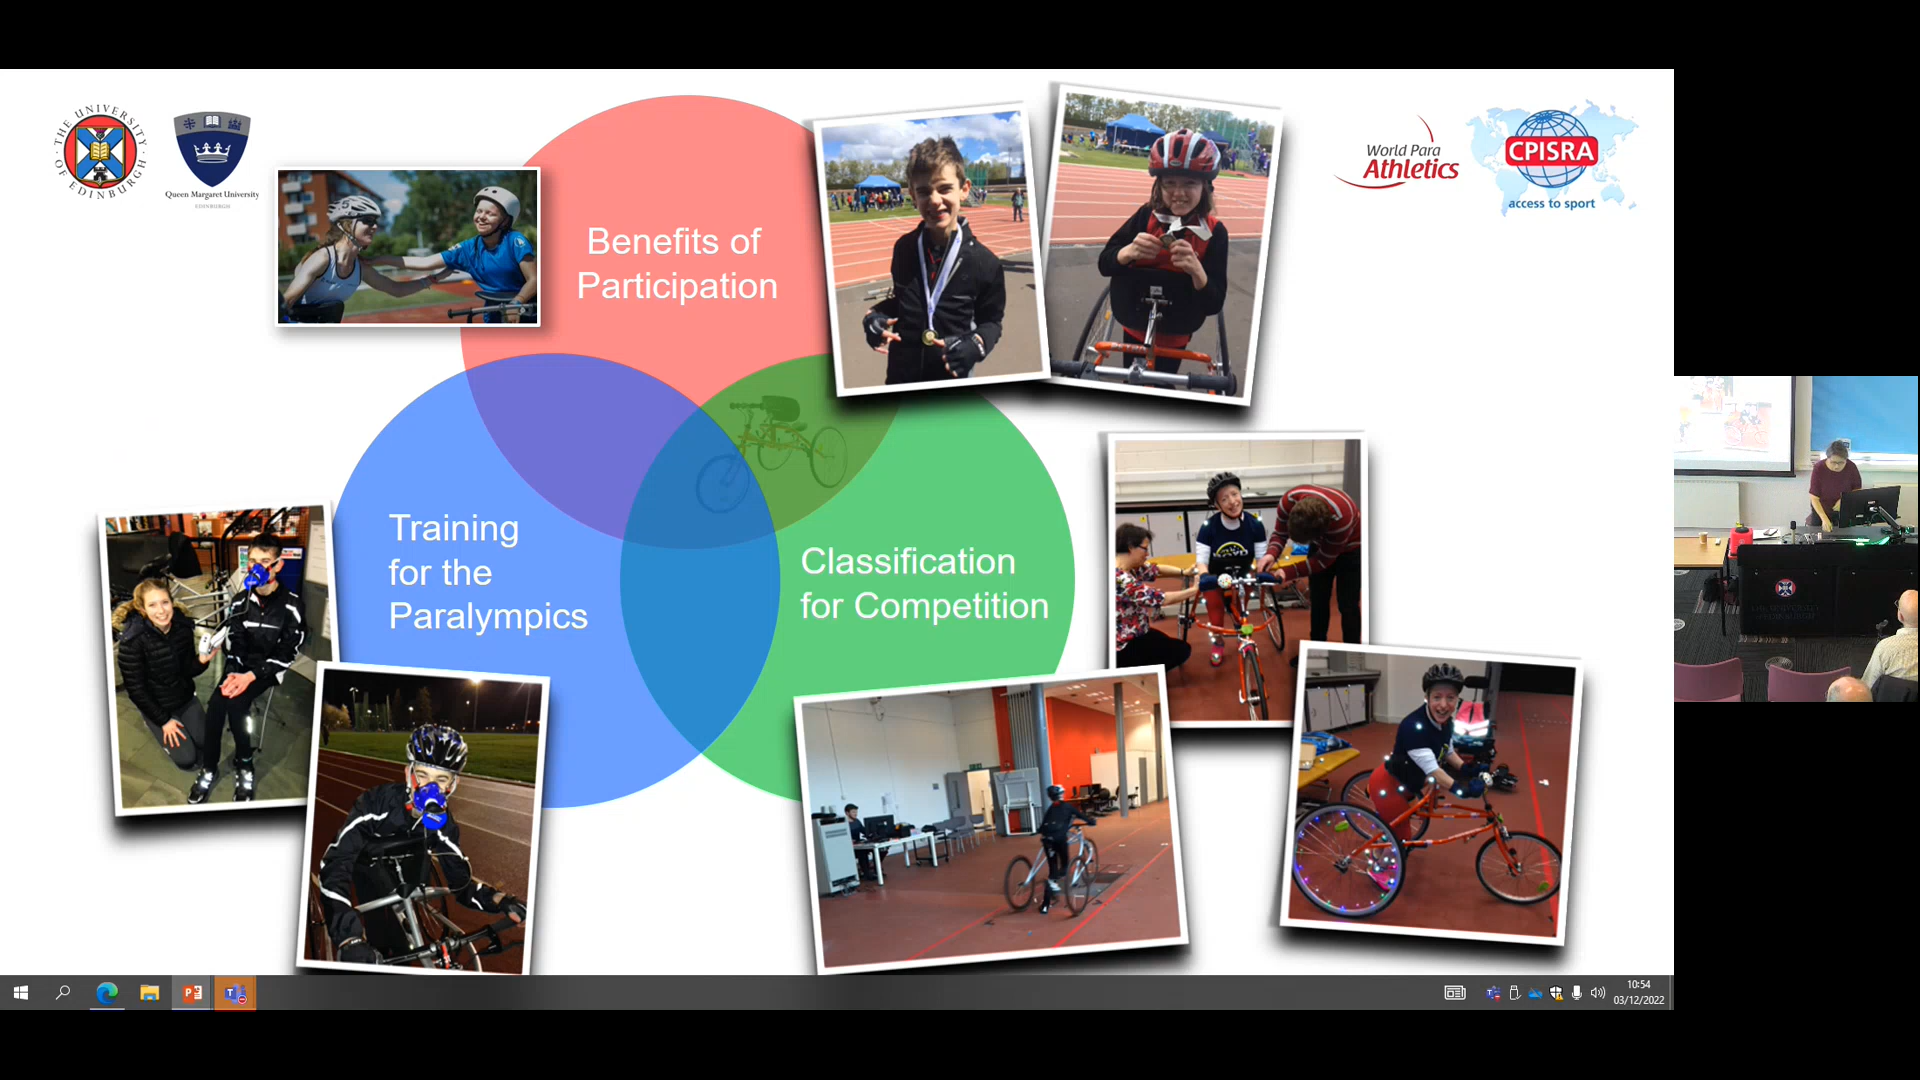 THE UNIVERSITY
OF EDINBURGH
Queen Margaret University
EDINBURGH
World Para
Athletics
CPISRA
access to sport
Benefits of
Participation
Training
for the
Paralympics
Classification
for Competition
10:54
03/12/2022